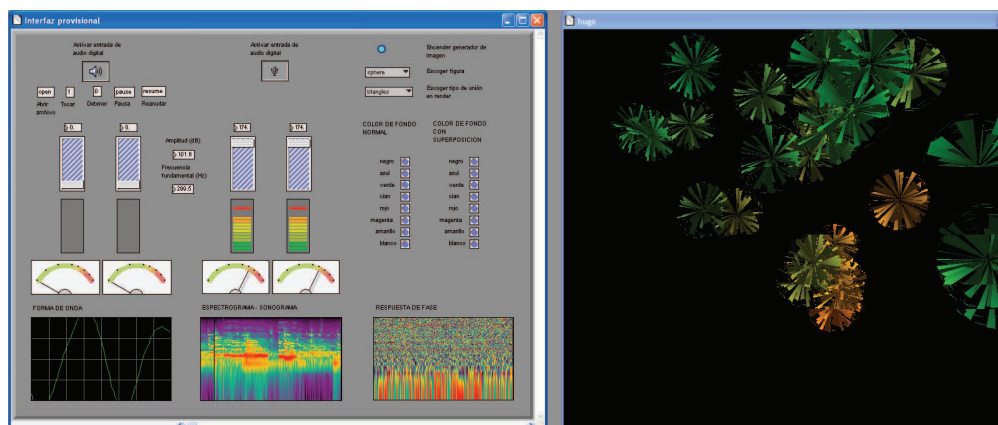 Interfaz provisional
hugo
Activar entrada de
audio digital
Activar entrada de
audio digital
Encender generador de
imagen
sphere
Escoger figura
triangles
Escoger tipo de unión
en render
open
1
0
pause
resume
Abrir
archivo
Tocar
Detener
Pausa
Reanudar
0.
0.
174.
174.
Amplitud (dB)
101.6
Frecuencia
fundamental (Hz)
299.5
COLOR DE FONDO
NORMAL
COLOR DE FONDO
CON
SUPERPOSICION
negro
azul
verde
cian
rojo
magenta
amarillo
blanco
negro
azul
verde
cian
rojo
magenta
amarillo
blanco
FORMA DE ONDA
ESPECTROGRAMA - SONOGRAMA
RESPUESTA DE FASE